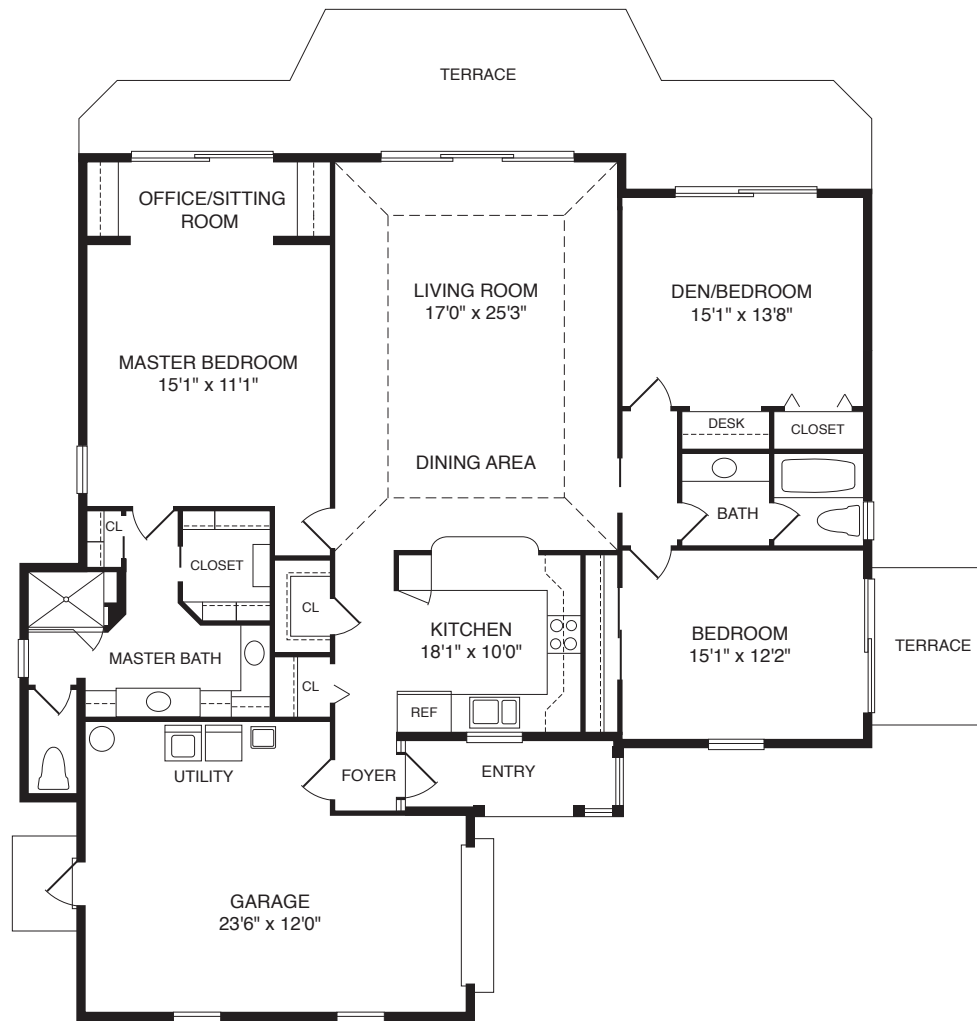 TERRACE
OFFICE/SITTING
ROOM
LIVING ROOM
17'0" x 25'3"
DEN/BEDROOM
15'1" x 13'8"
MASTER BEDROOM
15'1" x 11'1"
DESK
CLOSET
DINING AREA
BATH
CL
CLOSET
CL
KITCHEN
18'1" x 10'0"
BEDROOM
15'1" x 12'2"
TERRACE
MASTER BATH
CL
REF
UTILITY
FOYER
ENTRY
GARAGE
23'6" x 12'0"